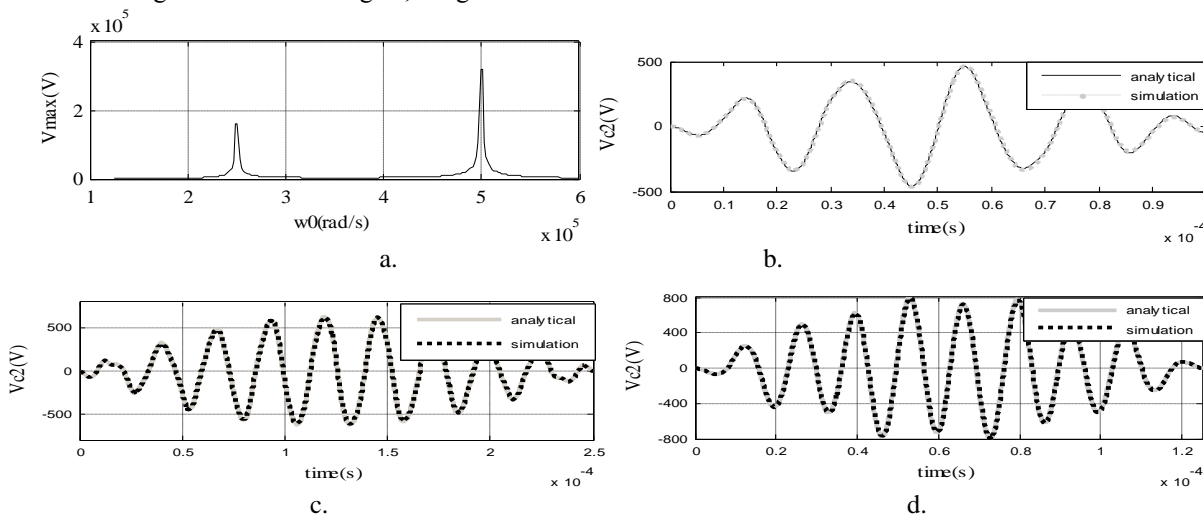 x 10^5
4
2
0
Vmax(V)
1 2 3 4 5 6
w0(rad/s)
x 10^5
a.
500
0
-500
Vc2(V)
analytical
simulation
0 0.1 0.2 0.3 0.4 0.5 0.6 0.7 0.8 0.9
time(s)
x 10^-4
b.
500
0
-500
Vc2(V)
analytical
simulation
0 0.5 1 1.5 2 2.5
time(s)
x 10^-4
c.
800
400
0
-400
-800
Vc2(V)
analytical
simulation
0 0.2 0.4 0.6 0.8 1 1.2
time(s)
x 10^-4
d.